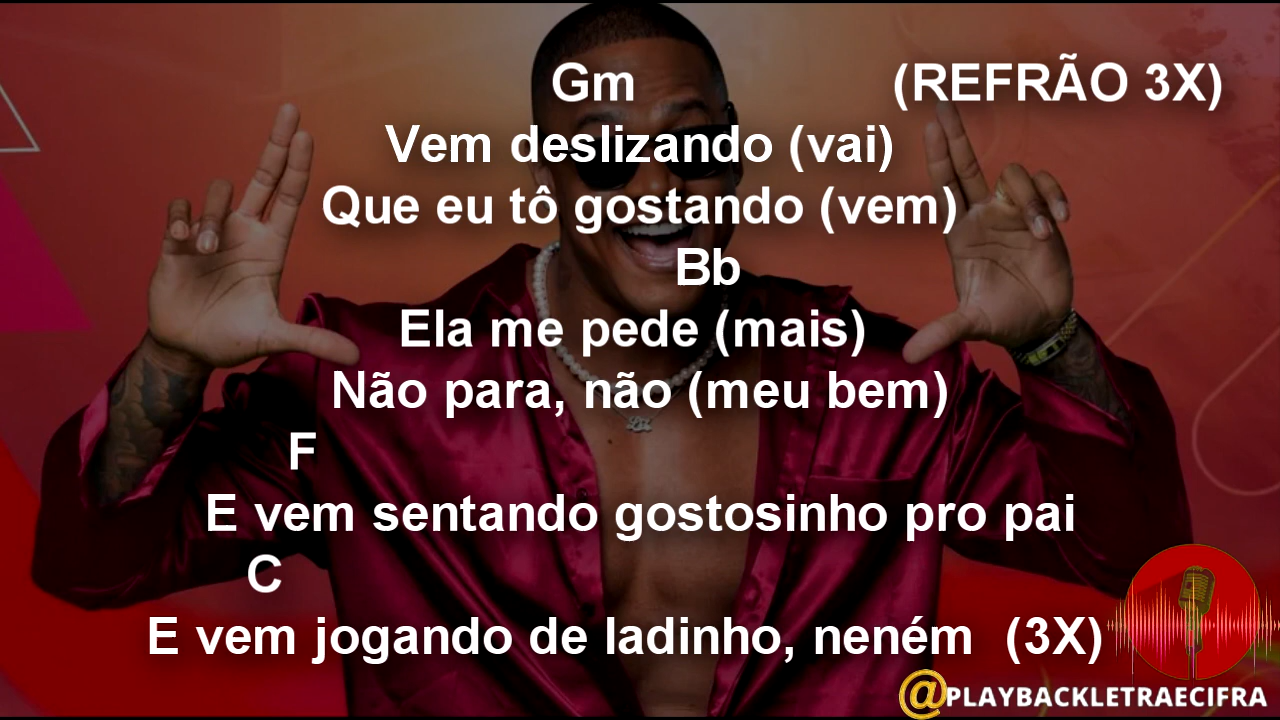 Gm (REFRÃO 3X)
Vem deslizando (vai)
Que eu tô gostando (vem)
Bb
Ela me pede (mais)
Não para, não (meu bem)
F
E vem sentando gostosinho pro pai
C
E vem jogando de ladinho, neném (3X)
@PLAYBACKLETRAECIFRA